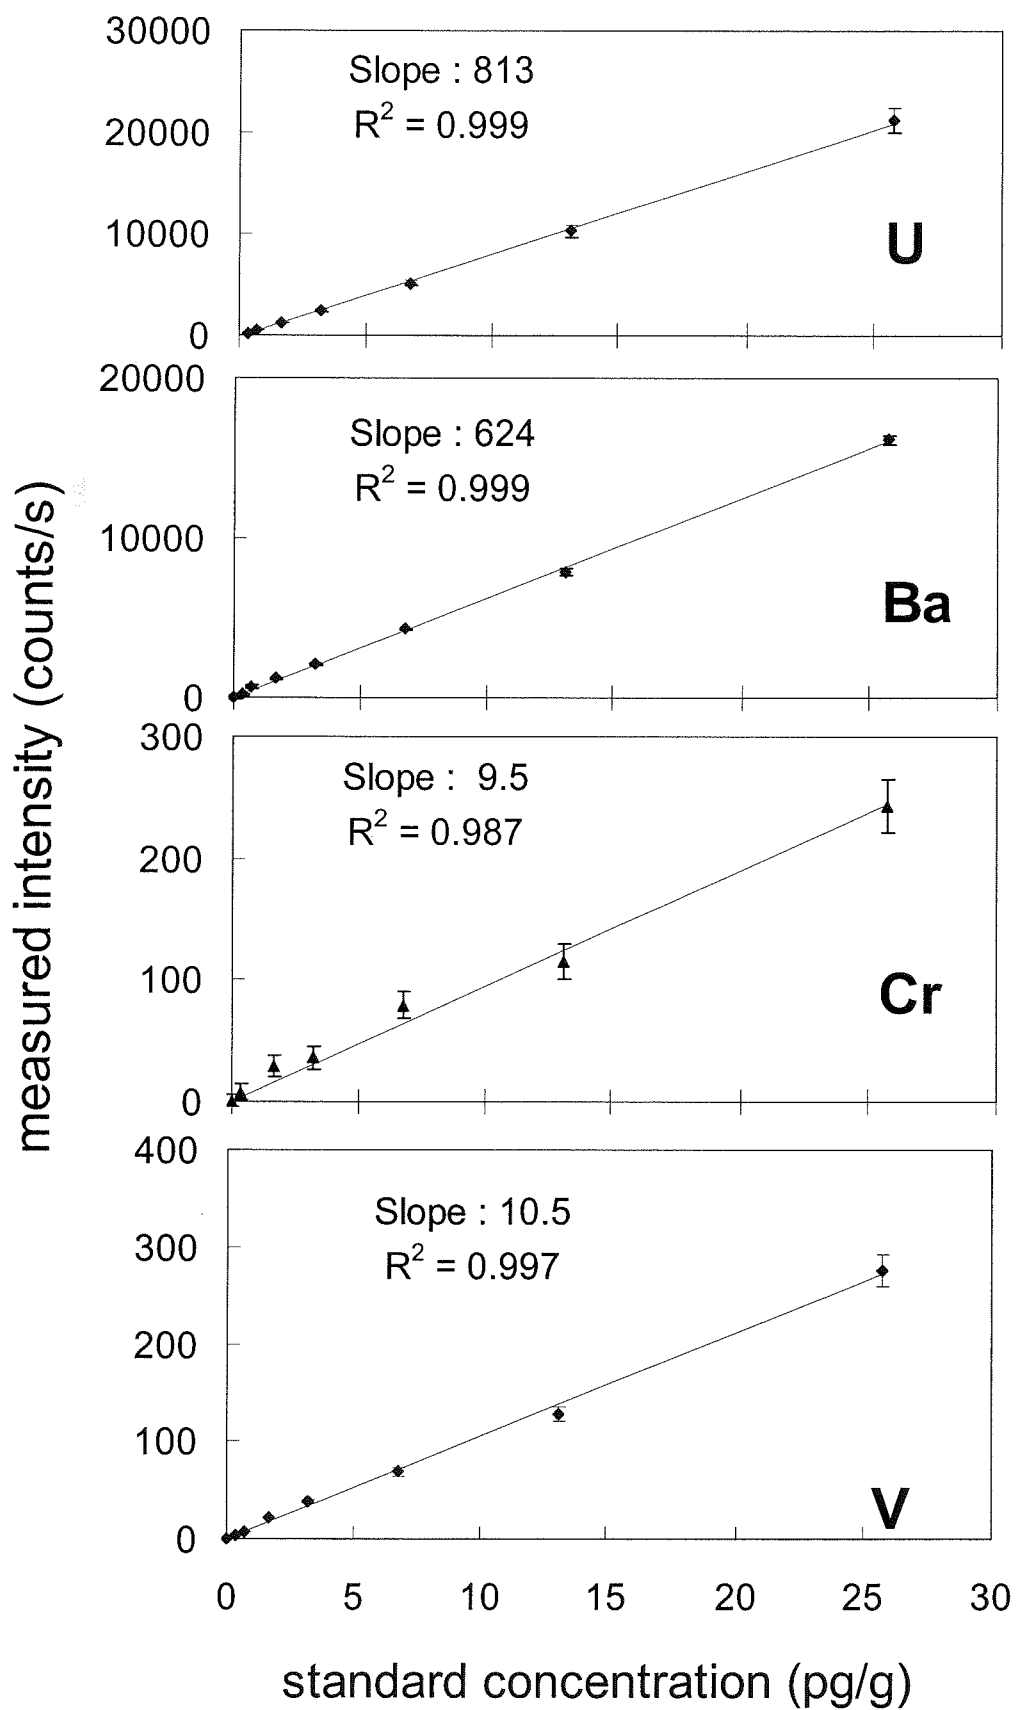 30000
Slope : 813
R² = 0.999
20000
10000
U
0
20000
Slope : 624
R² = 0.999
10000
Ba
0
300
Slope : 9.5
R² = 0.987
200
100
Cr
0
400
Slope : 10.5
300
R² = 0.997
200
100
V
0
0 5 10 15 20 25 30
standard concentration (pg/g)
measured intensity (counts/s)